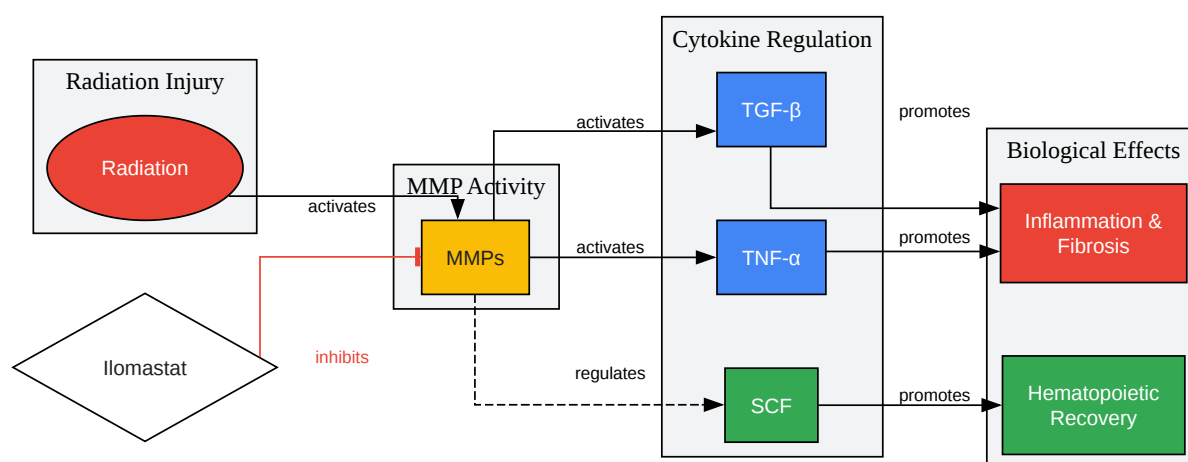 Radiation Injury
Radiation
activates
Ilomastat
inhibits
MMP Activity
MMPs
activates
activates
regulates
Cytokine Regulation
TGF-β
TNF-α
SCF
promotes
promotes
promotes
Biological Effects
Inflammation &
Fibrosis
Hematopoietic
Recovery